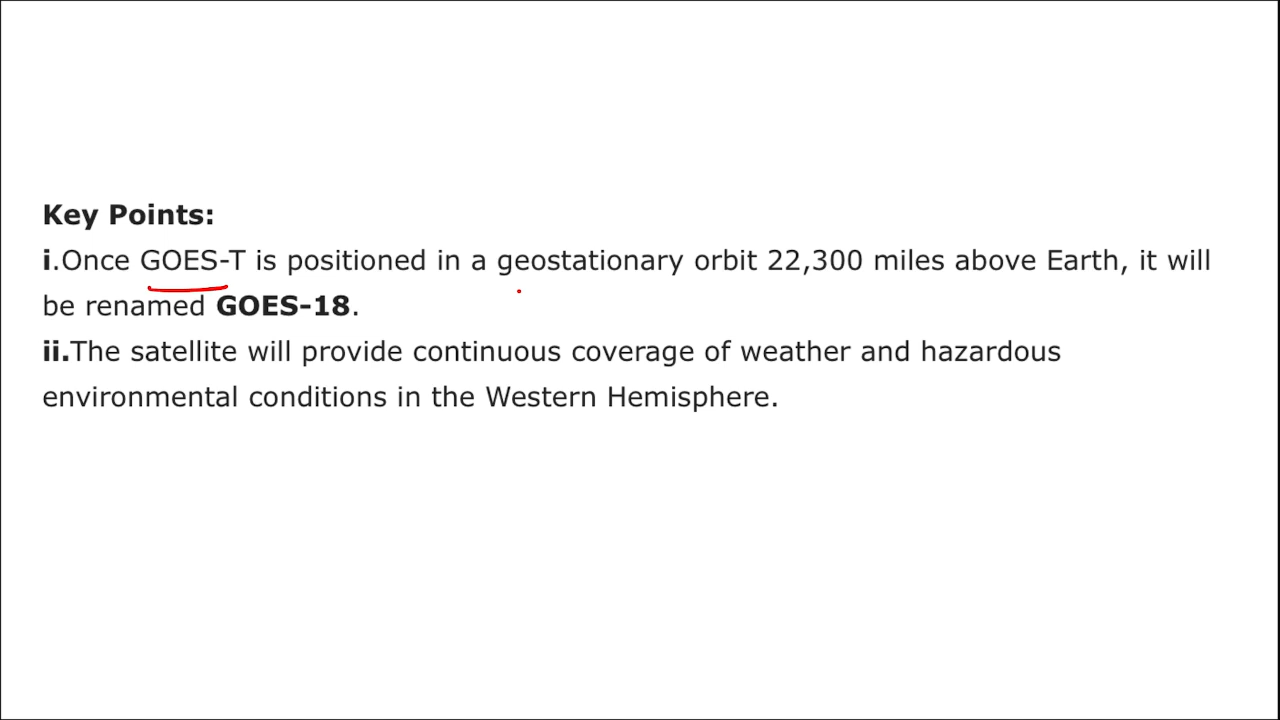 Key Points:
i.Once GOES-T is positioned in a geostationary orbit 22,300 miles above Earth, it will
be renamed GOES-18.
ii.The satellite will provide continuous coverage of weather and hazardous
environmental conditions in the Western Hemisphere.